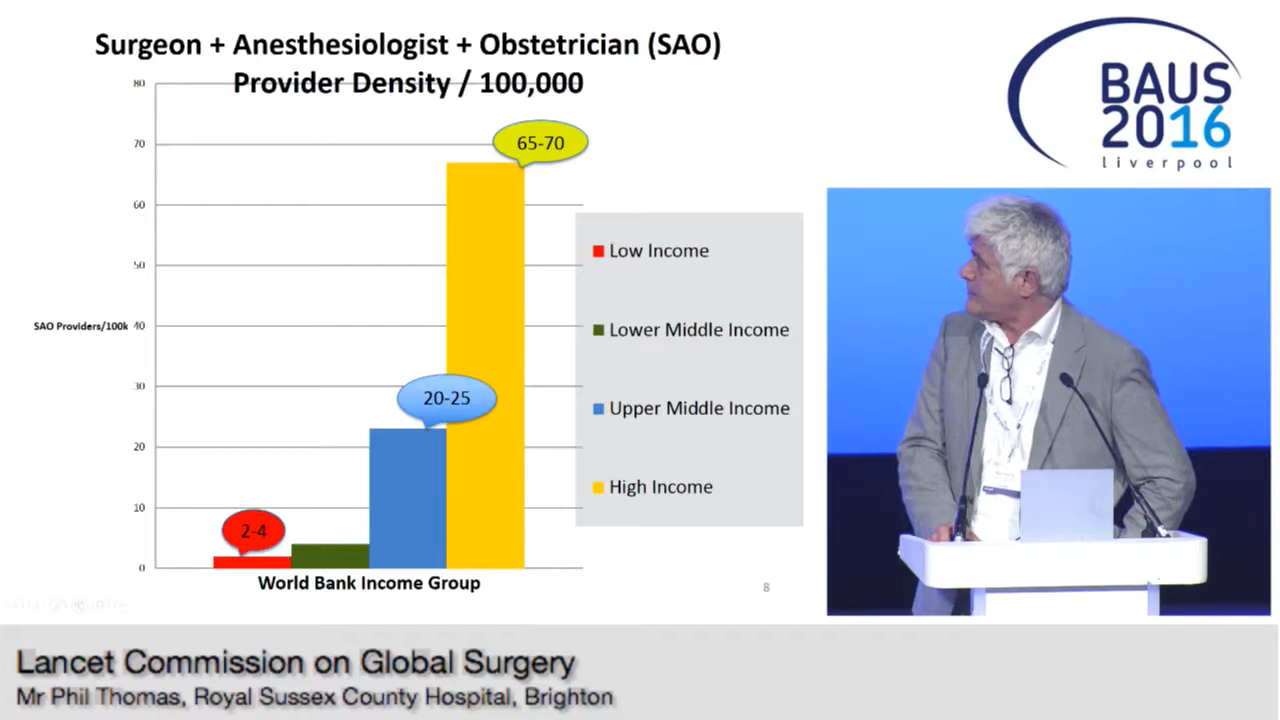 Surgeon + Anesthesiologist + Obstetrician (SAO)
Provider Density / 100,000
80
70
60
50
40
30
20
10
0
SAO Providers/100k
2-4
20-25
65-70
World Bank Income Group
Low Income
Lower Middle Income
Upper Middle Income
High Income
8
BAUS
2016
liverpool
Lancet Commission on Global Surgery
Mr Phil Thomas, Royal Sussex County Hospital, Brighton